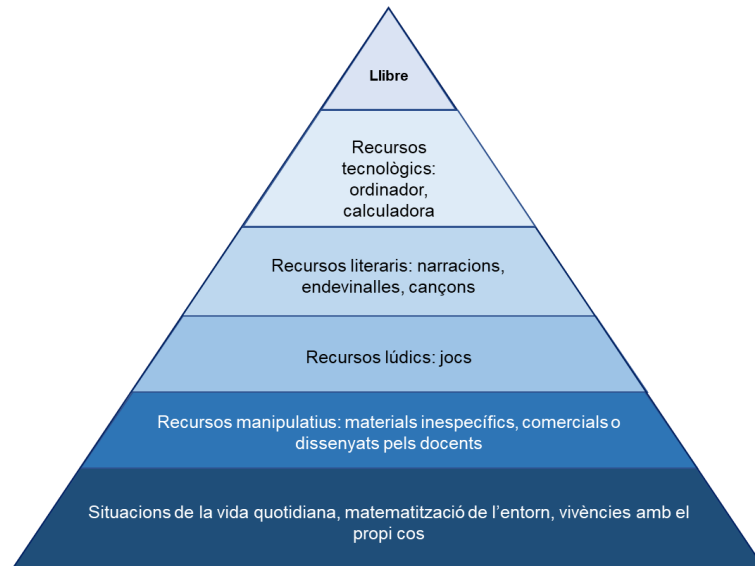 Llibre
Recursos
tecnològics:
ordinador,
calculadora
Recursos literaris: narracions,
endevinalles, cançons
Recursos lúdics: jocs
Recursos manipulatius: materials inespecífics, comercials o
dissenyats pels docents
Situacions de la vida quotidiana, matematització de l'entorn, vivències amb el
propi cos